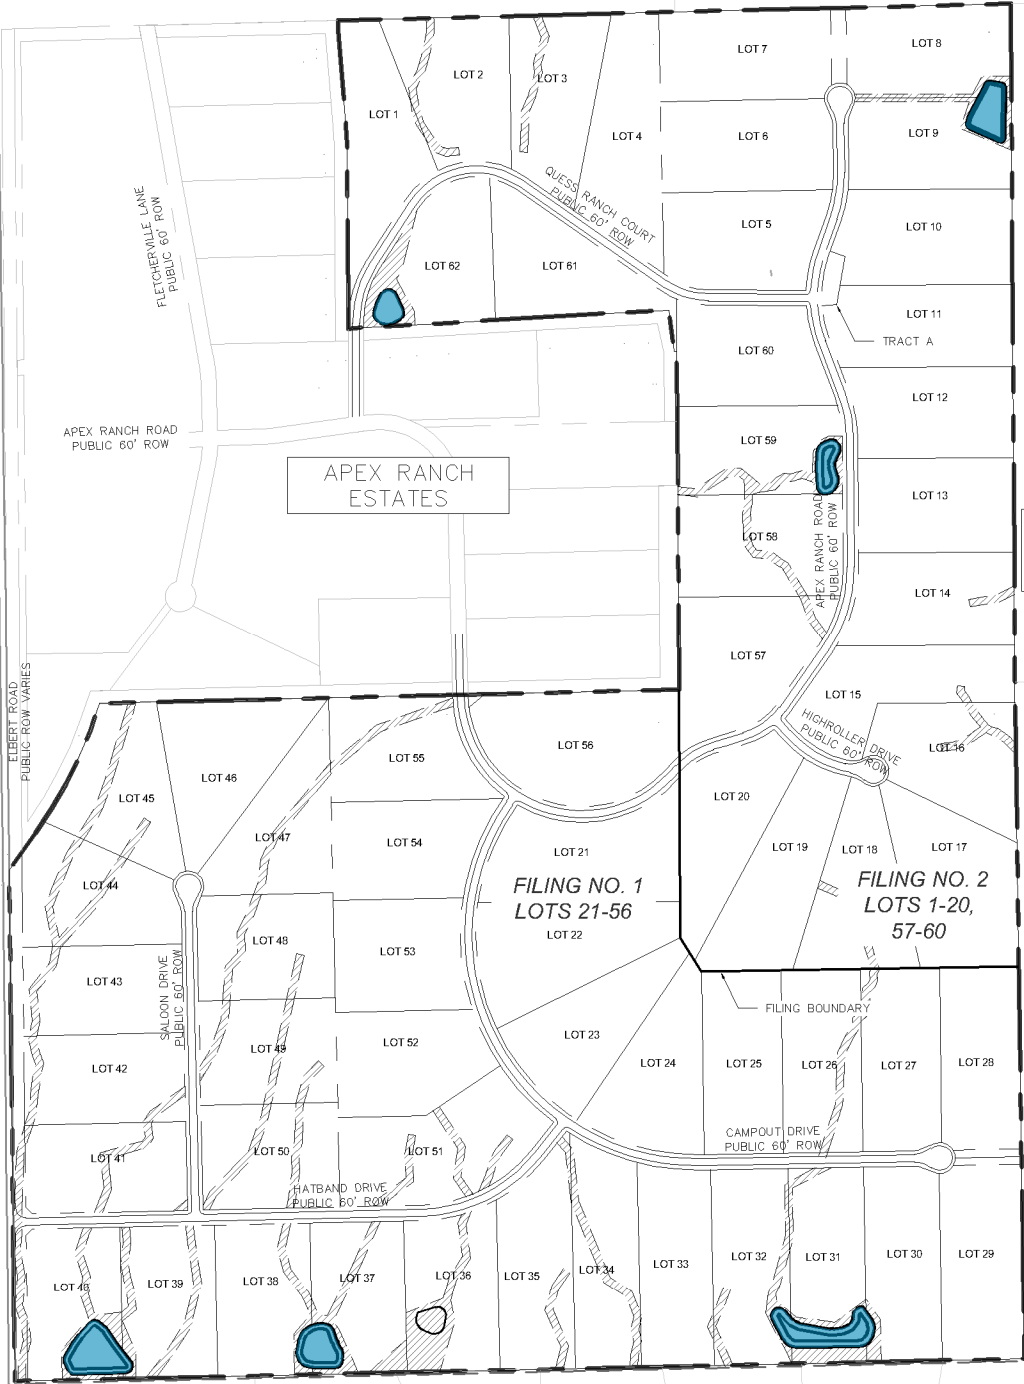 LOT 7
LOT 8
LOT 2
LOT 3
LOT 1
LOT 4
LOT 6
LOT 9
QUESS RANCH COURT
PUBLIC 60' ROW
FLETCHERVILLE LANE
PUBLIC 60' ROW
LOT 5
LOT 10
LOT 62
LOT 61
LOT 11
TRACT A
LOT 60
LOT 12
APEX RANCH ROAD
PUBLIC 60' ROW
LOT 59
APEX RANCH
ESTATES
LOT 13
LOT 58
APEX RANCH ROAD
PUBLIC 60' ROW
LOT 14
LOT 57
LOT 15
ELBERT ROAD
PUBLIC ROW VARIES
HIGHROLLER DRIVE
PUBLIC 60' ROW
LOT 16
LOT 56
LOT 55
LOT 46
LOT 45
LOT 20
LOT 47
LOT 54
LOT 21
LOT 19
LOT 18
LOT 17
LOT 44
FILING NO. 1
LOTS 21-56
FILING NO. 2
LOTS 1-20,
57-60
LOT 22
LOT 48
LOT 53
LOT 43
SALOON DRIVE
PUBLIC 60' ROW
FILING BOUNDARY
LOT 23
LOT 52
LOT 49
LOT 42
LOT 24
LOT 25
LOT 26
LOT 27
LOT 28
CAMPOUT DRIVE
PUBLIC 60' ROW
LOT 41
LOT 50
LOT 51
HATBAND DRIVE
PUBLIC 60' ROW
LOT 40
LOT 39
LOT 38
LOT 37
LOT 36
LOT 35
LOT 34
LOT 33
LOT 32
LOT 31
LOT 30
LOT 29